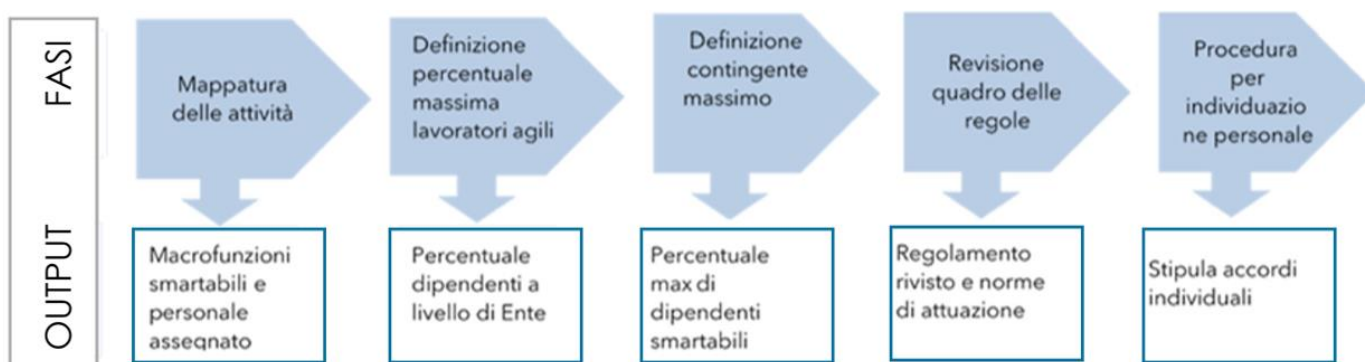 FASI
Mappatura
delle attività
Definizione
percentuale
massima
lavoratori agili
Definizione
contingente
massimo
Revisione
quadro delle
regole
Procedura
per
individuazio
ne personale
OUTPUT
Macrofunzioni
smartabili e
personale
assegnato
Percentuale
dipendenti a
livello di Ente
Percentuale
max di
dipendenti
smartabili
Regolamento
rivisto e norme
di attuazione
Stipula accordi
individuali